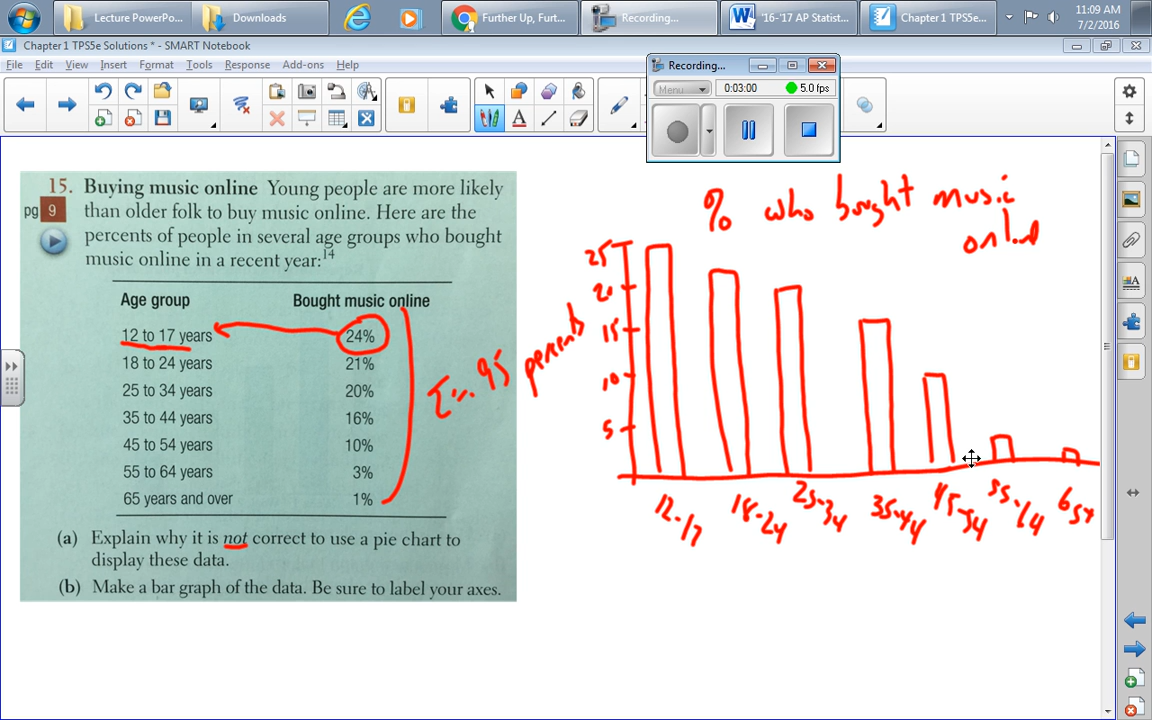 Lecture PowerPo...
Downloads
Further Up, Furt...
Recording...
'16-'17 AP Statist...
Chapter 1 TPS5e...
11:09 AM
7/2/2016
Chapter 1 TPS5e Solutions * - SMART Notebook
File Edit View Insert Format Tools Response Add-ons Help
Recording...
Menu
0:03:00
5.0 fps
15. Buying music online Young people are more likely
pg 9 than older folk to buy music online. Here are the
percents of people in several age groups who bought
music online in a recent year:14
Age group Bought music online
12 to 17 years 24%
18 to 24 years 21%
25 to 34 years 20%
35 to 44 years 16%
45 to 54 years 10%
55 to 64 years 3%
65 years and over 1%
(a) Explain why it is not correct to use a pie chart to
display these data.
(b) Make a bar graph of the data. Be sure to label your axes.
Σ% 95
% who bought music
online
percents
25
20
15
10
5
12-17
18-24
25-34
35-44
45-54
55-64
65+